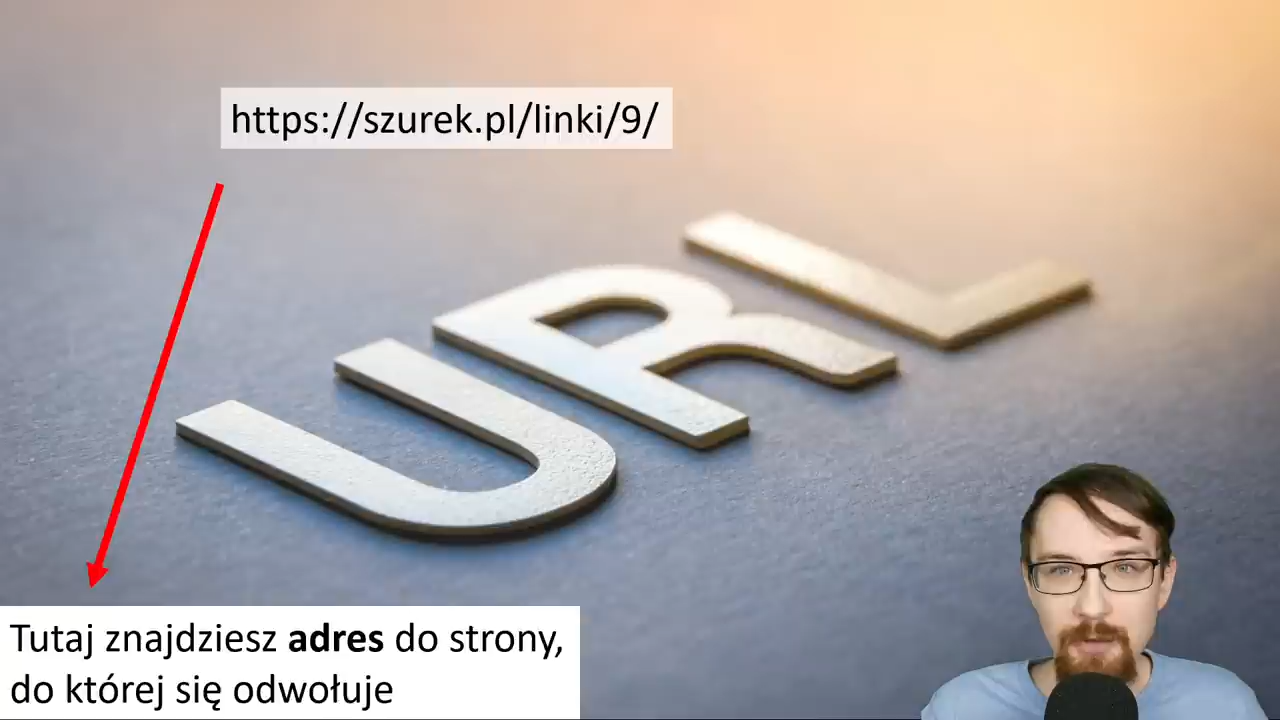 https://szurek.pl/linki/9/
URL
Tutaj znajdziesz adres do strony,
do której się odwołuje